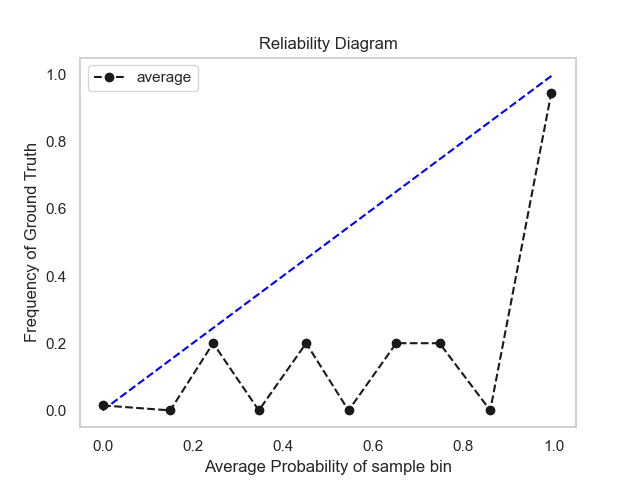 Reliability Diagram
average
1.0
0.8
0.6
0.4
0.2
0.0
Frequency of Ground Truth
0.0 0.2 0.4 0.6 0.8 1.0
Average Probability of sample bin